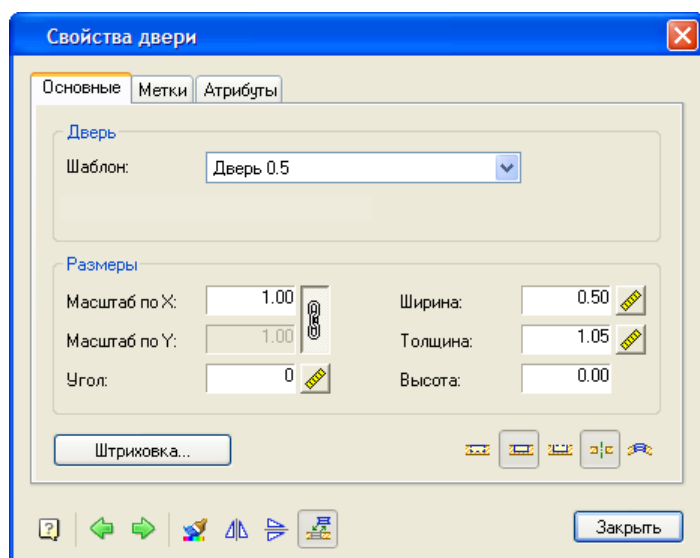 Свойства двери
Основные Метки Атрибуты
Дверь
Шаблон: Дверь 0.5
Размеры
Масштаб по X: 1.00 Ширина: 0.50
Масштаб по Y: 1.00 Толщина: 1.05
Угол: 0 Высота: 0.00
Штриховка...
Закрыть